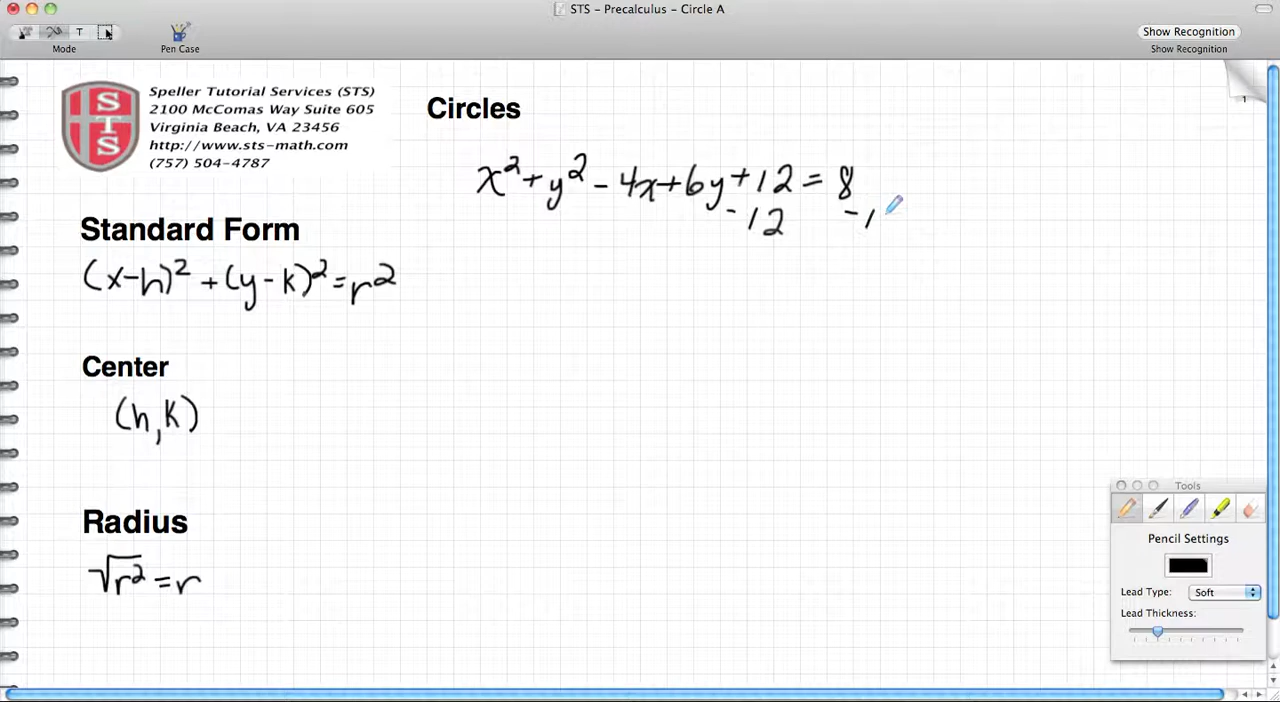 STS – Precalculus – Circle A
T
Mode
Pen Case
Show Recognition
Show Recognition
STS
Speller Tutorial Services (STS)
2100 McComas Way Suite 605
Virginia Beach, VA 23456
http://www.sts-math.com
(757) 504-4787
Circles
1
x² + y² - 4x + 6y + 12 = 8
-12 -1
Standard Form
(x-h)² + (y-k)² = r²
Center
(h,k)
Radius
√r² = r
Tools
Pencil Settings
Lead Type: Soft
Lead Thickness: